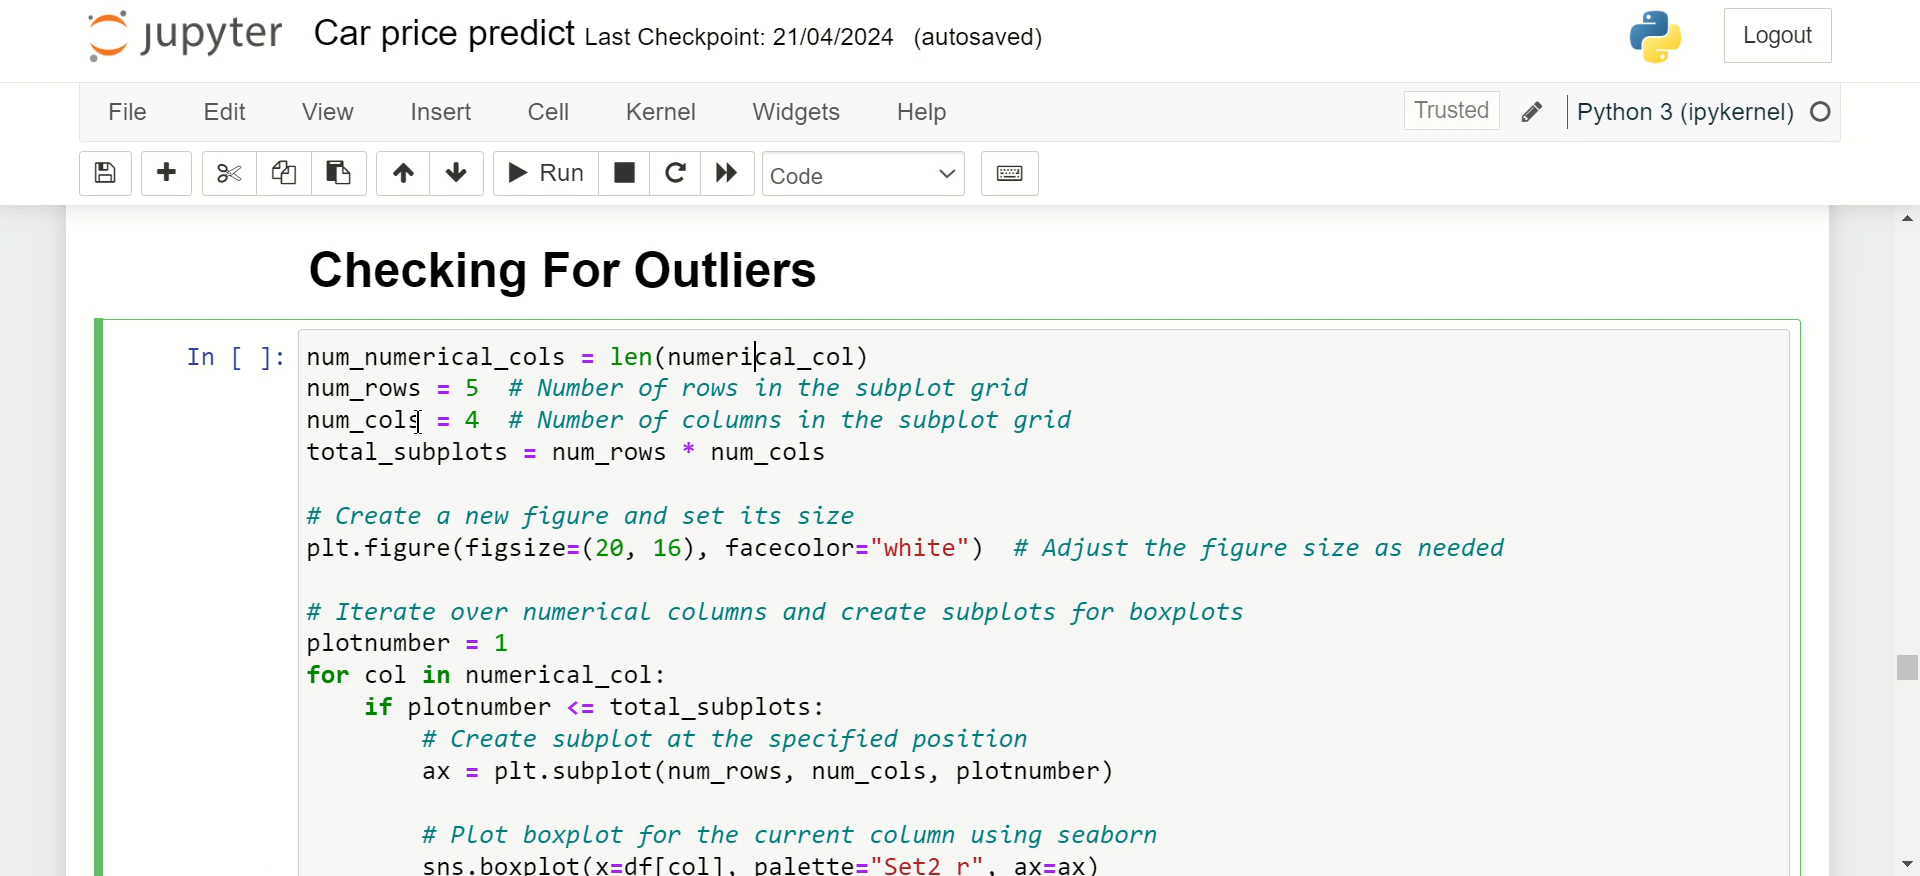 jupyter Car price predict Last Checkpoint: 21/04/2024 (autosaved)
Logout
File Edit View Insert Cell Kernel Widgets Help
Trusted Python 3 (ipykernel)
Run Code
Checking For Outliers
In [ ]: num_numerical_cols = len(numerical_col)
num_rows = 5  # Number of rows in the subplot grid
num_cols = 4  # Number of columns in the subplot grid
total_subplots = num_rows * num_cols
# Create a new figure and set its size
plt.figure(figsize=(20, 16), facecolor="white")  # Adjust the figure size as needed
# Iterate over numerical columns and create subplots for boxplots
plotnumber = 1
for col in numerical_col:
    if plotnumber <= total_subplots:
        # Create subplot at the specified position
        ax = plt.subplot(num_rows, num_cols, plotnumber)
        # Plot boxplot for the current column using seaborn
        sns.boxplot(x=df[col], palette="Set2_r", ax=ax)